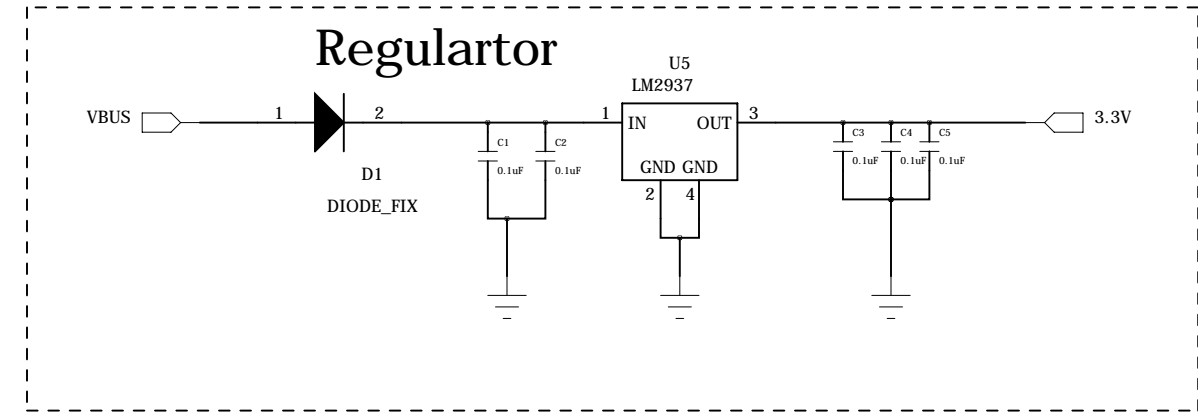 Regulartor
U5
LM2937
VBUS
1
2
1
IN
OUT
3
3.3V
C1
0.1uF
C2
0.1uF
C3
0.1uF
C4
0.1uF
C5
0.1uF
GND GND
2
4
D1
DIODE_FIX